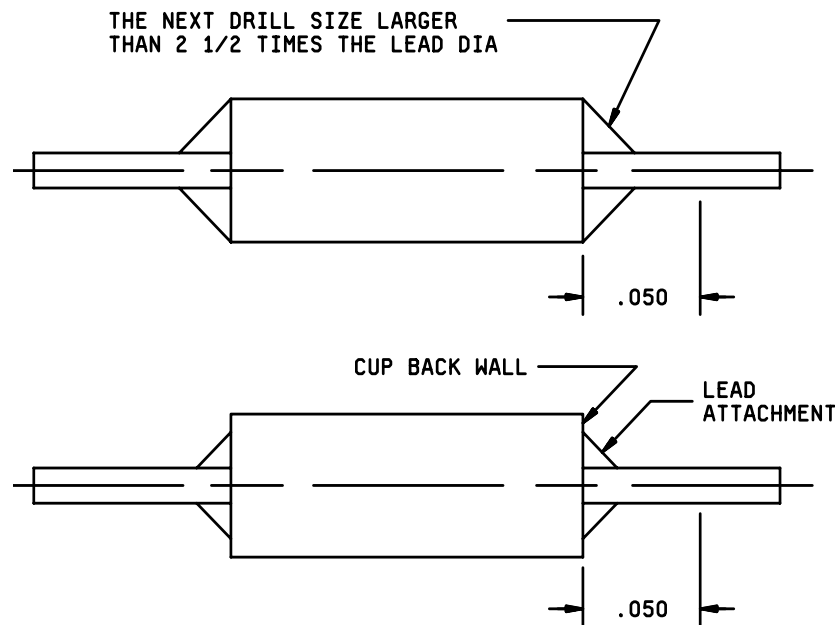 THE NEXT DRILL SIZE LARGER
THAN 2 1/2 TIMES THE LEAD DIA
.050
CUP BACK WALL
LEAD
ATTACHMENT
.050